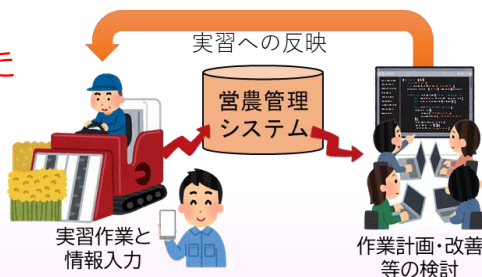 実習への反映
た
営農管理
システム
実習作業と
情報入力
作業計画・改善
等の検討